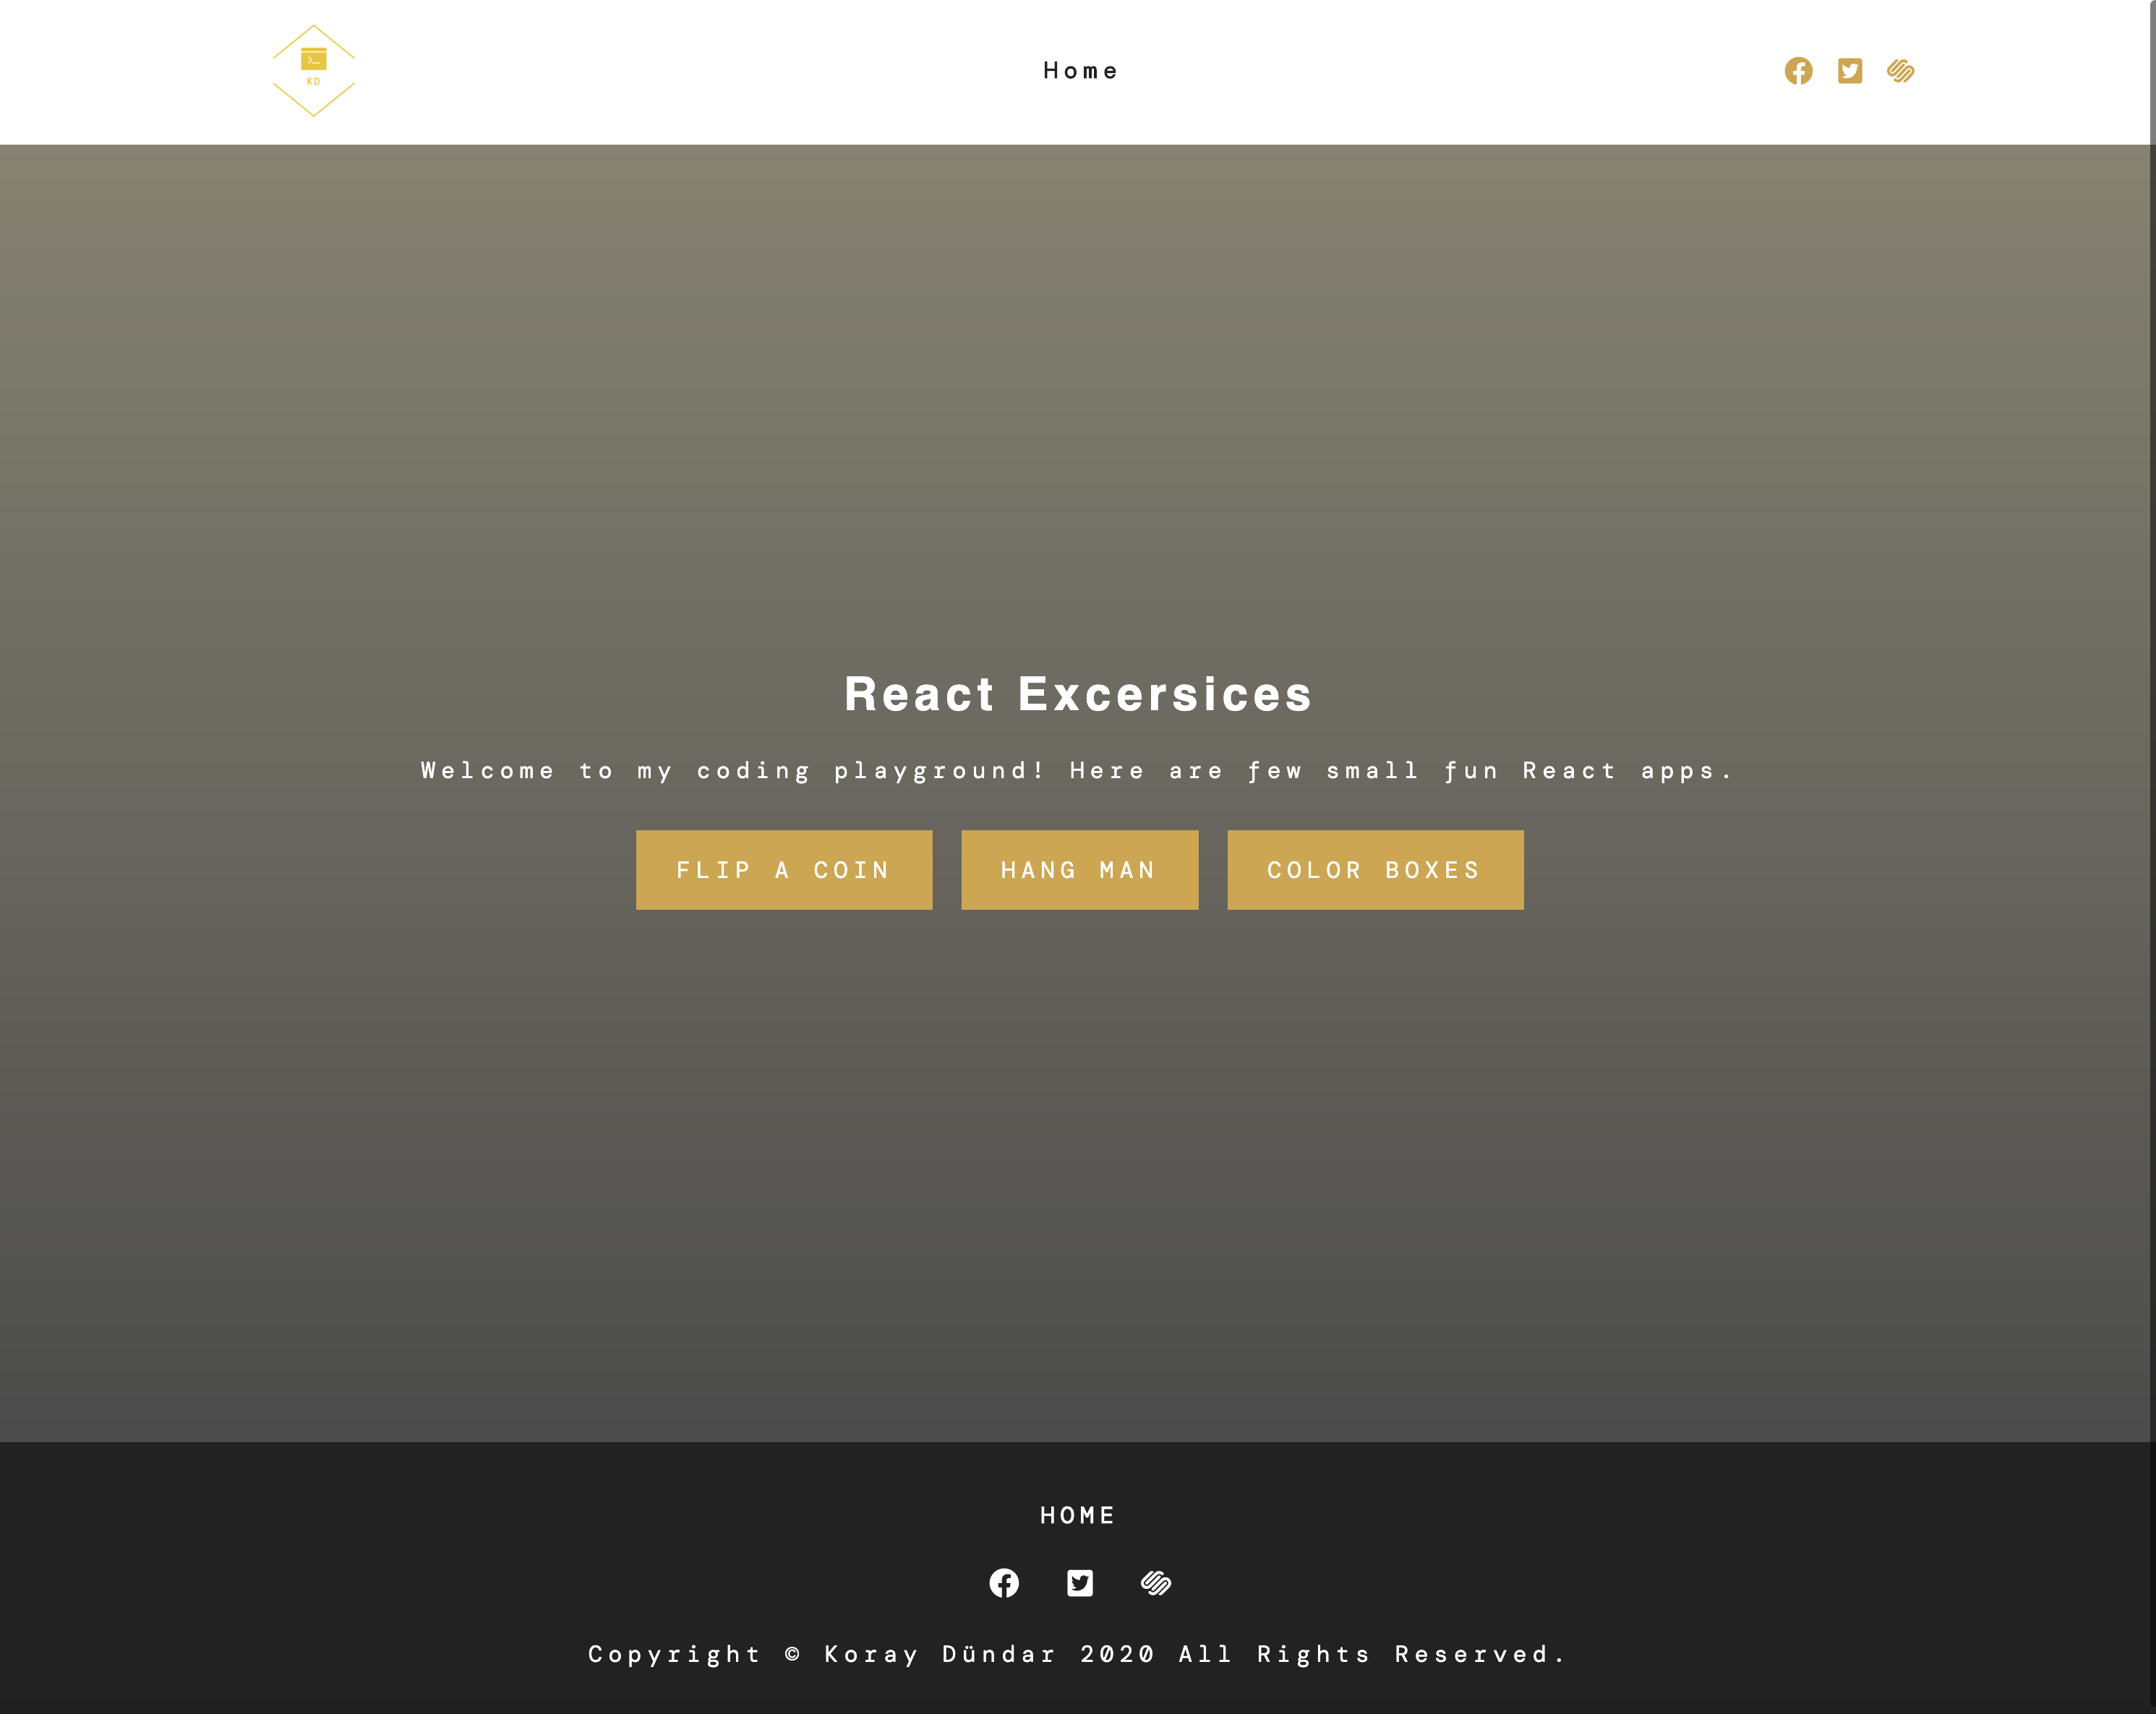 >_
KD
Home
React Excersices
Welcome to my coding playground! Here are few small fun React apps.
FLIP A COIN
HANG MAN
COLOR BOXES
HOME
Copyright © Koray Dündar 2020 All Rights Reserved.